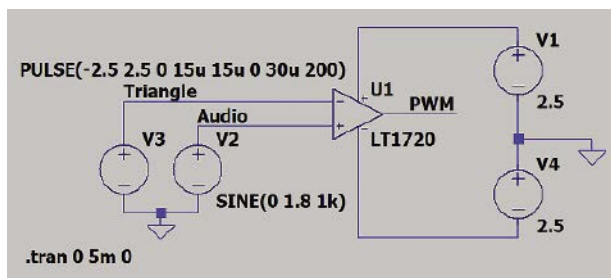 V1
PULSE(-2.5 2.5 0 15u 15u 0 30u 200)
Triangle
U1
PWM
2.5
Audio
LT1720
V3
V2
V4
SINE(0 1.8 1k)
2.5
.tran 0 5m 0